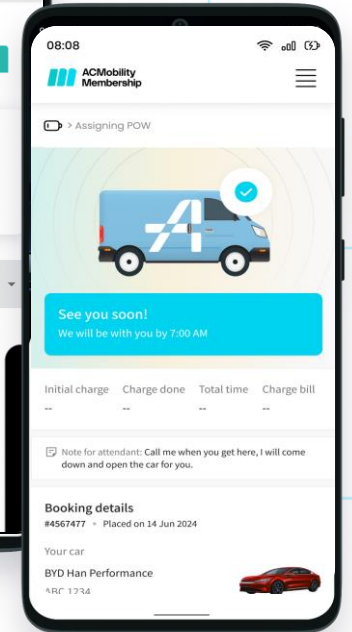 08:08
ACMobility
Membership
> Assigning POW
See you soon!
We will be with you by 7:00 AM
Initial charge Charge done Total time Charge bill
-- -- -- --
Note for attendant: Call me when you get here, I will come
down and open the car for you.
Booking details
#4567477 • Placed on 14 Jun 2024
Your car
BYD Han Performance
ABC 1234